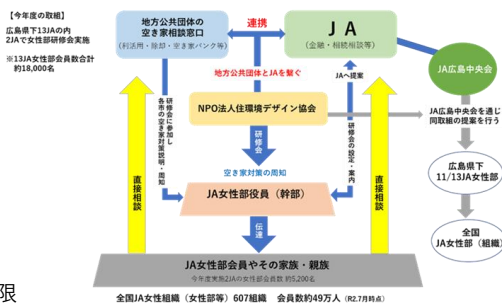 【今年度の取組】
広島県下13JAの内
2JAで女性部研修会実施
※13JA女性部会員数合計
約18,000名
地方公共団体の
空き家相談窓口
(利活用・除却・空き家バンク等)
連携
JA
(金融・相続相談等)
地方公共団体とJAを繋ぐ
JAへ提案
NPO法人住環境デザイン協会
JA広島中央会
JA広島中央会を通じ
同取組の提案を行う
研修会に参加し
各市の空き家対策説明・周知
研修会
研修会の設定・案内
空き家対策の周知
直接相談
直接相談
JA女性部役員(幹部)
伝達
広島県下
11/13JA女性部
全国
JA女性部(組織)
JA女性部会員やその家族・親族
今年度実施2JAの女性部会員数 約5,200名
限
全国JA女性組織(女性部等)607組織 会員数約49万人(R2.7月時点)